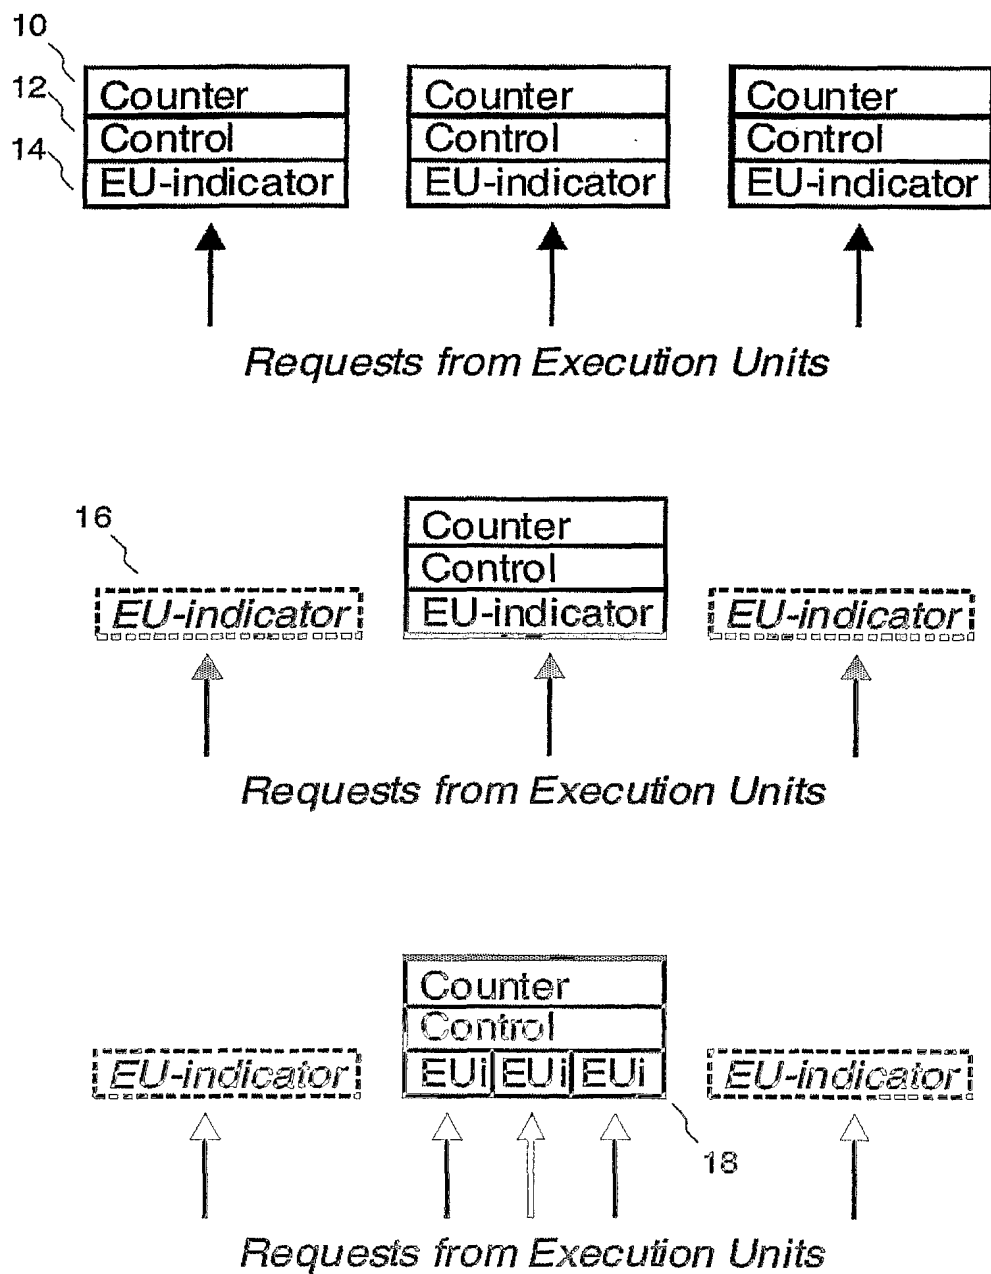 10
12
14
Counter
Control
EU-indicator
Counter
Control
EU-indicator
Counter
Control
EU-indicator
Requests from Execution Units
16
EU-indicator
Counter
Control
EU-indicator
EU-indicator
Requests from Execution Units
EU-indicator
Counter
Control
EUi EUi EUi
EU-indicator
18
Requests from Execution Units